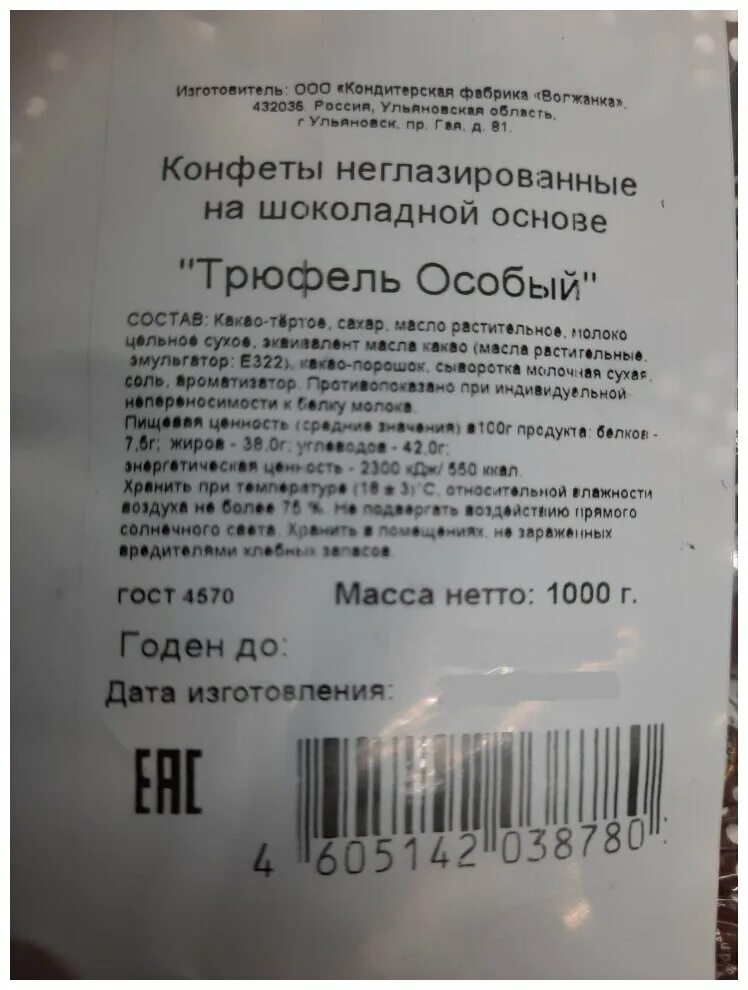 Изготовитель: ООО «Кондитерская фабрика «Волжанка»,
432036, Россия, Ульяновская область,
г Ульяновск, пр. Гая, д. 81.
Конфеты неглазированные
на шоколадной основе
"Трюфель Особый"
СОСТАВ: Какао-тёртое, сахар, масло растительное, молоко
цельное сухое, эквивалент масла какао (масла растительные,
эмульгатор: Е322), какао-порошок, сыворотка молочная сухая,
соль, ароматизатор. Противопоказано при индивидуальной
непереносимости к белку молока.
Пищевая ценность (средние значения) в 100г продукта: белков -
7,5г; жиров - 38,0г; углеводов - 42,0г;
энергетическая ценность - 2300 кДж/ 550 ккал.
Хранить при температуре (18 ± 3)°С, относительной влажности
воздуха не более 75 %. Не подвергать воздействию прямого
солнечного света. Хранить в помещениях, не зараженных
вредителями хлебных запасов.
ГОСТ 4570 Масса нетто: 1000 г.
Годен до:
Дата изготовления:
ЕАС
4 605142 038780